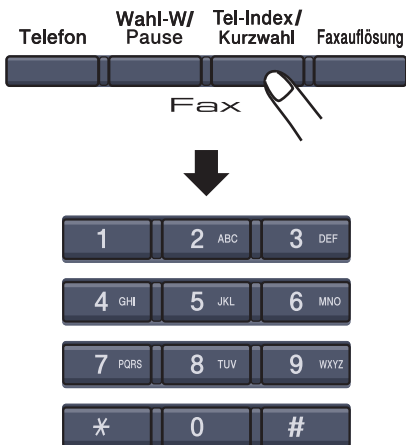 Telefon Wahl-W/ Pause Tel-Index/ Kurzwahl Faxauflösung
Fax
1 2 ABC 3 DEF
4 GHI 5 JKL 6 MNO
7 PQRS 8 TUV 9 WXYZ
* 0 #